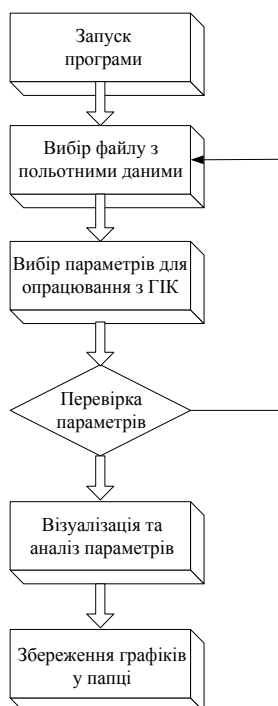 Запуск
програми
Вибір файлу з
польотними даними
Вибір параметрів для
опрацювання з ГІК
Перевірка
параметрів
Візуалізація та
аналіз параметрів
Збереження графіків
у папці